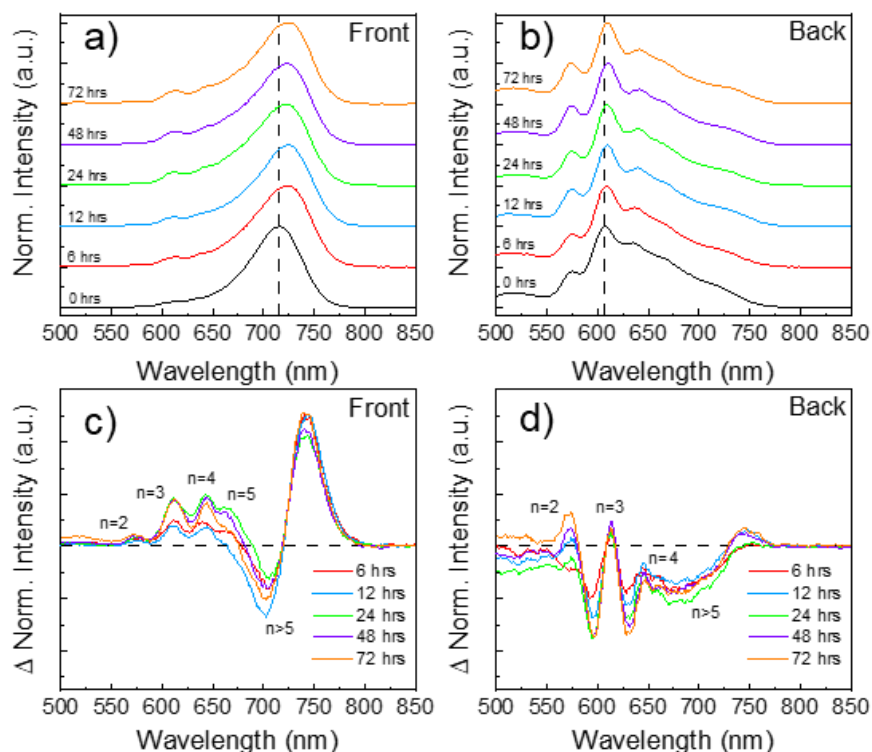 a)
Front
Norm. Intensity (a.u.)
72 hrs
48 hrs
24 hrs
12 hrs
6 hrs
0 hrs
500 550 600 650 700 750 800 850
Wavelength (nm)
b)
Back
Norm. Intensity (a.u.)
72 hrs
48 hrs
24 hrs
12 hrs
6 hrs
0 hrs
500 550 600 650 700 750 800 850
Wavelength (nm)
c)
Front
Δ Norm. Intensity (a.u.)
n=2
n=3
n=4
n=5
n>5
6 hrs
12 hrs
24 hrs
48 hrs
72 hrs
500 550 600 650 700 750 800 850
Wavelength (nm)
d)
Back
Δ Norm. Intensity (a.u.)
n=2
n=3
n=4
n>5
6 hrs
12 hrs
24 hrs
48 hrs
72 hrs
500 550 600 650 700 750 800 850
Wavelength (nm)